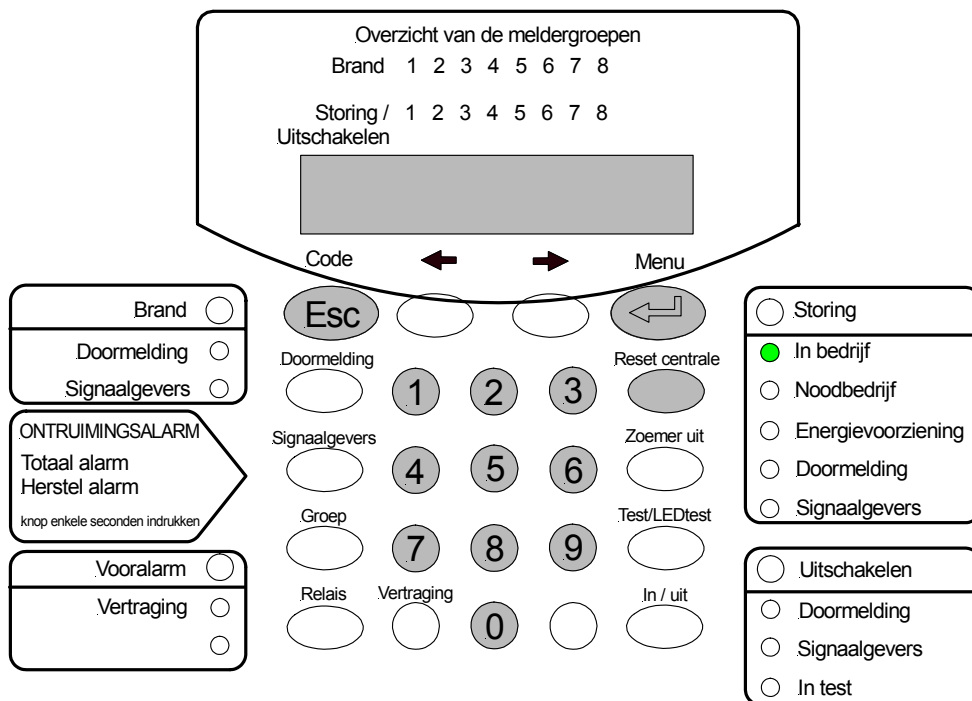 Overzicht van de meldergroepen
Brand 1 2 3 4 5 6 7 8
Storing / 1 2 3 4 5 6 7 8
Uitschakelen
Code
Menu
Esc
Brand
Doormelding
Signaalgevers
ONTRUIMINGSALARM
Totaal alarm
Herstel alarm
knop enkele seconden indrukken
Vooralarm
Vertraging
Doormelding
1 2 3
Reset centrale
Signaalgevers
4 5 6
Zoemer uit
Groep
7 8 9
Test/LEDtest
Relais
Vertraging
0
In / uit
Storing
In bedrijf
Noodbedrijf
Energievoorziening
Doormelding
Signaalgevers
Uitschakelen
Doormelding
Signaalgevers
In test